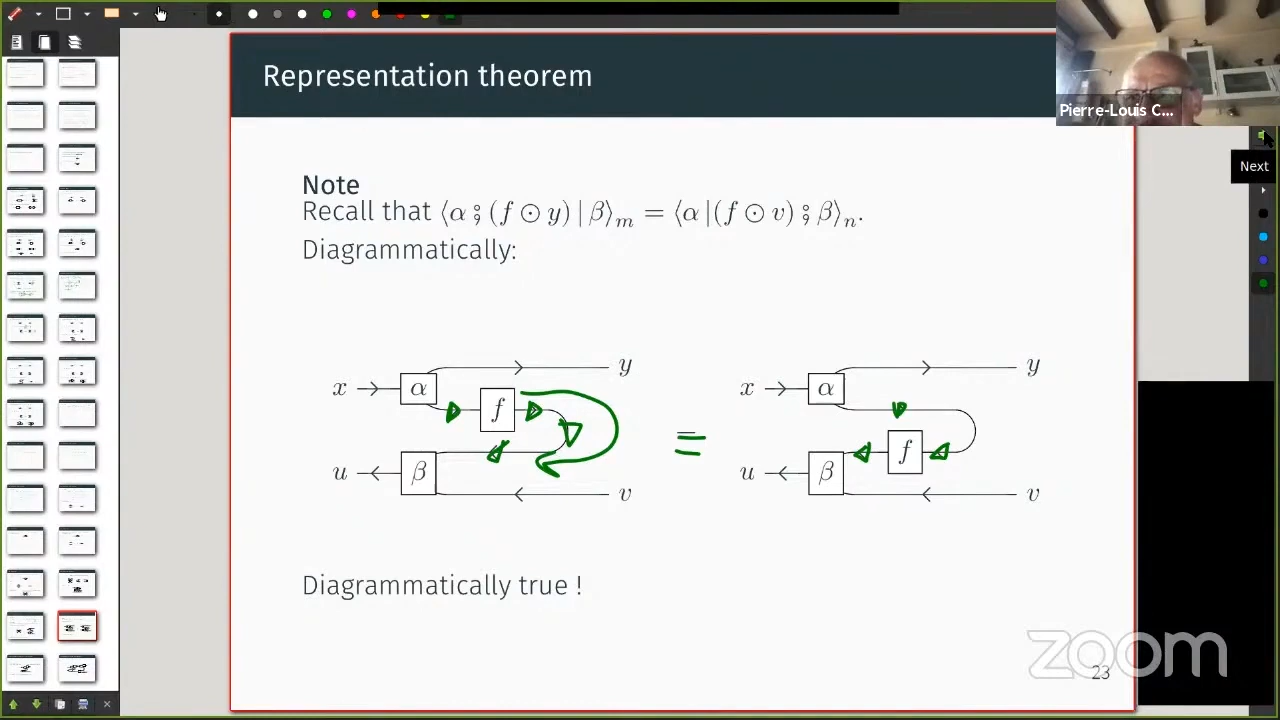 Representation theorem
Pierre-Louis C...
Next
Note
Recall that ⟨α ⨟ (f ⊙ y) | β⟩ₘ = ⟨α |(f ⊙ v) ⨟ β⟩ₙ.
Diagrammatically:
x α f y
u β v
=
x α y
u β f v
Diagrammatically true !
zoom
23